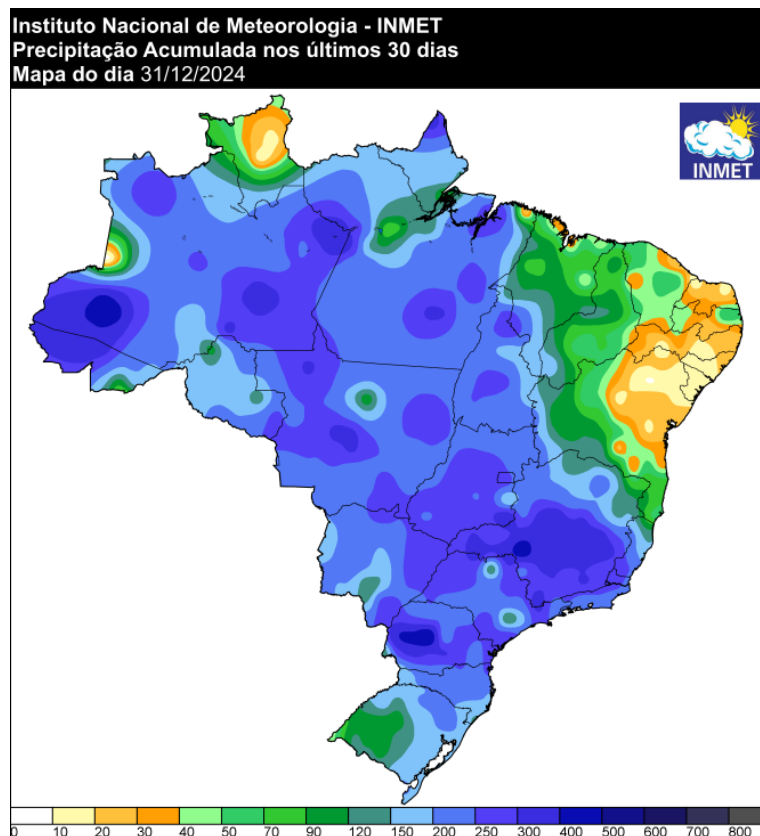 Instituto Nacional de Meteorologia - INMET
Precipitação Acumulada nos últimos 30 dias
Mapa do dia 31/12/2024
INMET
0 10 20 30 40 50 70 90 120 150 200 250 300 400 500 600 700 800